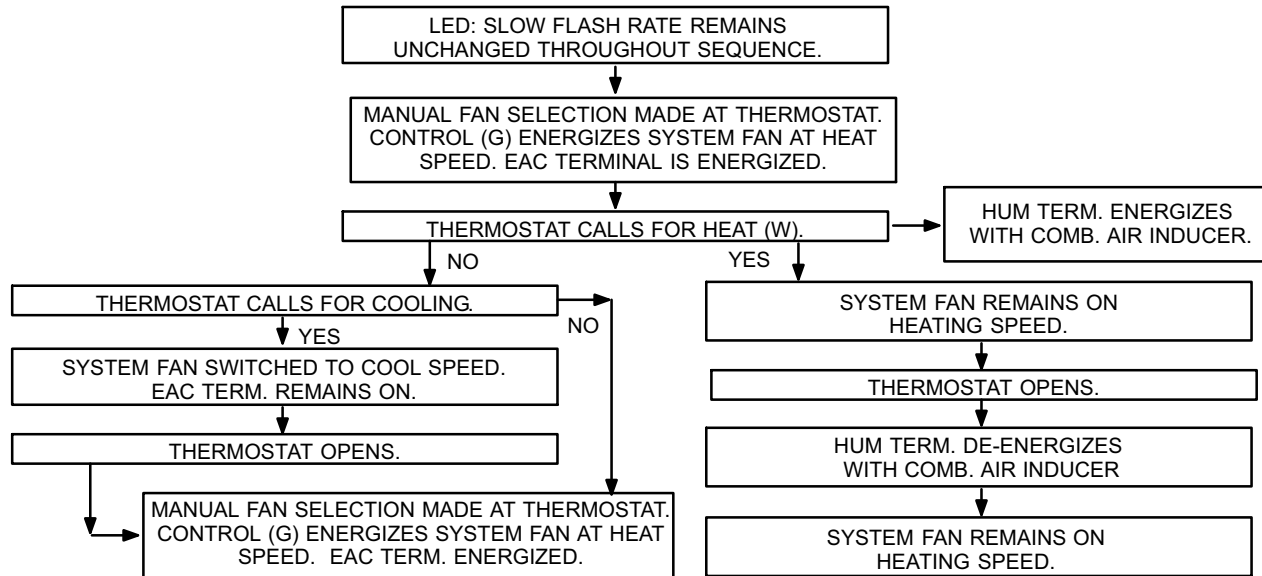 LED: SLOW FLASH RATE REMAINS
UNCHANGED THROUGHOUT SEQUENCE.
MANUAL FAN SELECTION MADE AT THERMOSTAT.
CONTROL (G) ENERGIZES SYSTEM FAN AT HEAT
SPEED. EAC TERMINAL IS ENERGIZED.
THERMOSTAT CALLS FOR HEAT (W).
HUM TERM. ENERGIZES
WITH COMB. AIR INDUCER.
NO
YES
THERMOSTAT CALLS FOR COOLING.
NO
YES
SYSTEM FAN SWITCHED TO COOL SPEED.
EAC TERM. REMAINS ON.
THERMOSTAT OPENS.
MANUAL FAN SELECTION MADE AT THERMOSTAT.
CONTROL (G) ENERGIZES SYSTEM FAN AT HEAT
SPEED. EAC TERM. ENERGIZED.
SYSTEM FAN REMAINS ON
HEATING SPEED.
THERMOSTAT OPENS.
HUM TERM. DE-ENERGIZES
WITH COMB. AIR INDUCER
SYSTEM FAN REMAINS ON
HEATING SPEED.